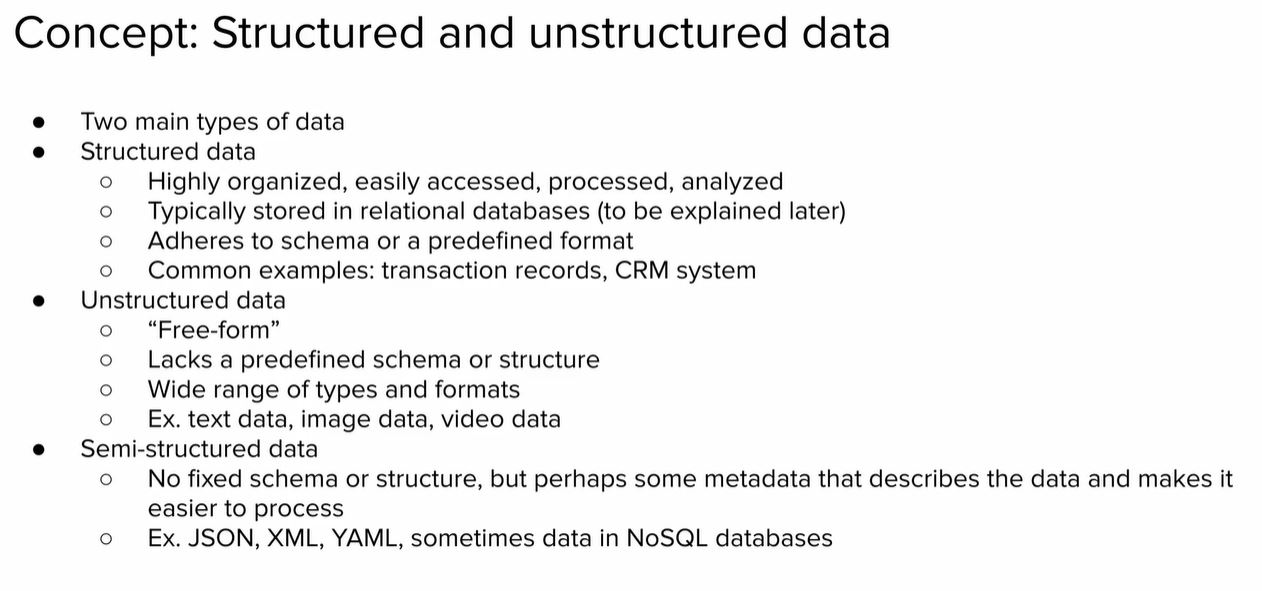 Concept: Structured and unstructured data
● Two main types of data
● Structured data
○ Highly organized, easily accessed, processed, analyzed
○ Typically stored in relational databases (to be explained later)
○ Adheres to schema or a predefined format
○ Common examples: transaction records, CRM system
● Unstructured data
○ “Free-form”
○ Lacks a predefined schema or structure
○ Wide range of types and formats
○ Ex. text data, image data, video data
● Semi-structured data
○ No fixed schema or structure, but perhaps some metadata that describes the data and makes it
easier to process
○ Ex. JSON, XML, YAML, sometimes data in NoSQL databases